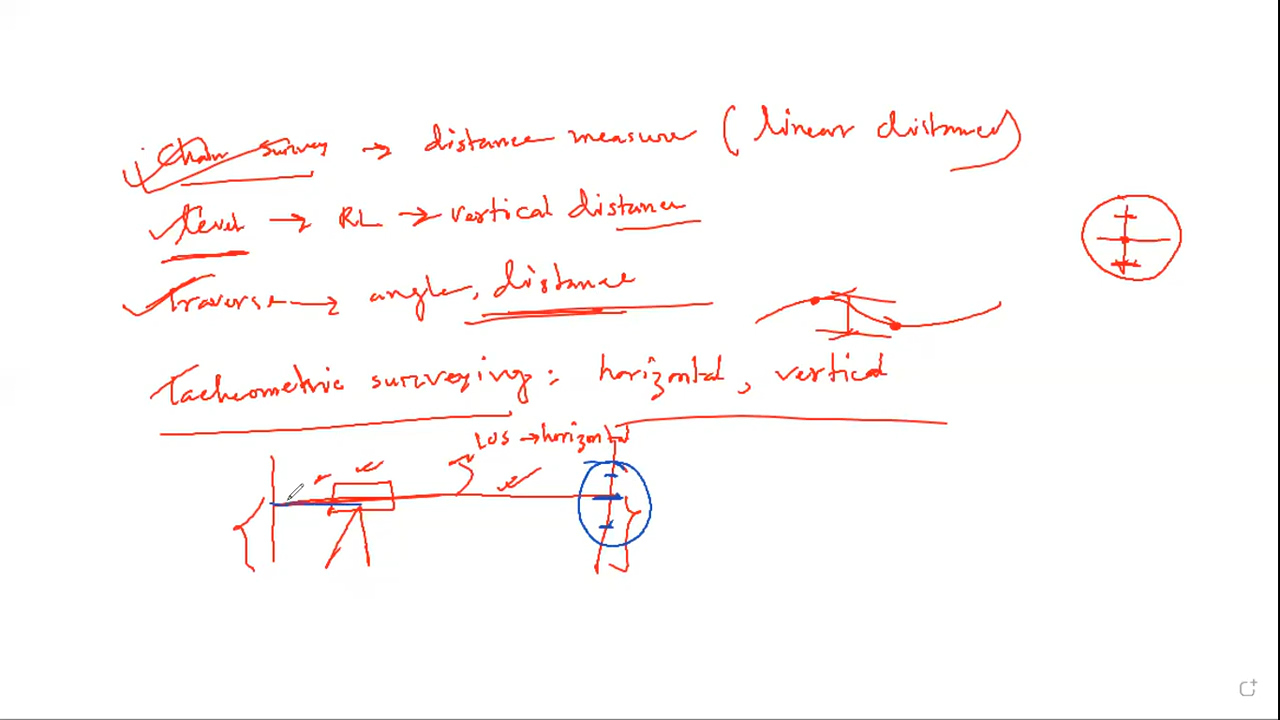 Chain survey → distance measure (linear distance)
Level → RL → vertical distance
Traverse → angle, distance
Tacheometric surveying: horizontal, vertical
LOS → horizontal